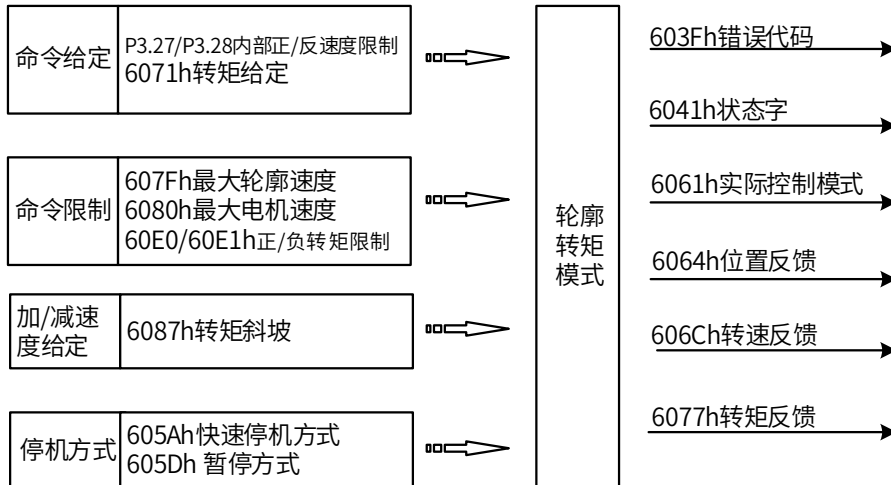 命令给定
P3.27/P3.28内部正/反速度限制
6071h转矩给定
命令限制
607Fh最大轮廓速度
6080h最大电机速度
60E0/60E1h正/负转矩限制
加/减速
度给定
6087h转矩斜坡
停机方式
605Ah快速停机方式
605Dh 暂停方式
轮廓
转矩
模式
603Fh错误代码
6041h状态字
6061h实际控制模式
6064h位置反馈
606Ch转速反馈
6077h转矩反馈